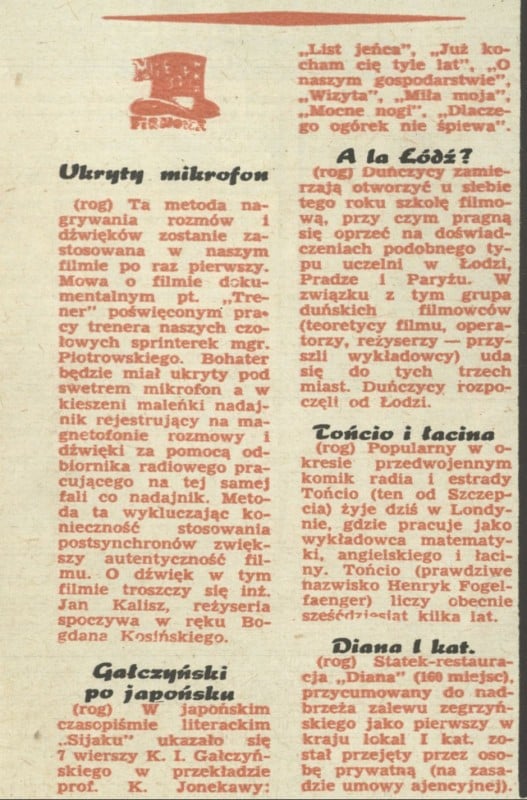 Ukryty mikrofon
(rog) Ta metoda na-
grywania rozmów i
dźwięków zostanie za-
stosowana w naszym
filmie po raz pierwszy.
Mowa o filmie doku-
mentalnym pt. „Tre-
ner” poświęconym pra-
cy trenera naszych czo-
łowych sprinterek mgr.
Piotrowskiego. Bohater
będzie miał ukryty pod
swetrem mikrofon a w
kieszeni maleńki nadaj-
nik rejestrujący na ma-
gnetofonie rozmowy i
dźwięki za pomocą od-
biornika radiowego pra-
cującego na tej samej
fali co nadajnik. Meto-
da ta wykluczając ko-
nieczność stosowania
postsynchronów zwięk-
szy autentyczność fil-
mu. O dźwięk w tym
filmie troszczy się inż.
Jan Kalisz, reżyseria
spoczywa w ręku Bo-
gdana Kosińskiego.
Gałczyński
po japońsku
(rog) W japońskim
czasopiśmie literackim
„Sijaku” ukazało się
7 wierszy K. I. Gałczyń-
skiego w przekładzie
prof. K. Jonekawy:
„List jeńca”, „Już ko-
cham cię tyle lat”, „O
naszym gospodarstwie”,
„Wizyta”, „Miła moja”,
„Mocne nogi”, „Dlacze-
go ogórek nie śpiewa”.
A la Łódź?
(rog) Duńczycy zamie-
rzają otworzyć u siebie
tego roku szkołę filmo-
wą, przy czym pragną
się oprzeć na doświad-
czeniach podobnego ty-
pu uczelni w Łodzi,
Pradze i Paryżu. W
związku z tym grupa
duńskich filmowców
(teoretycy filmu, opera-
torzy, reżyserzy — przy-
szli wykładowcy) uda
się do tych trzech
miast. Duńczycy rozpo-
częli od Łodzi.
Tońcio i łacina
(rog) Popularny w o-
kresie przedwojennym
komik radia i estrady
Tońcio (ten od Szczep-
cia) żyje dziś w Londy-
nie, gdzie pracuje jako
wykładowca matematy-
ki, angielskiego i łaci-
ny. Tońcio (prawdziwe
nazwisko Henryk Fogel-
faenger) liczy obecnie
sześćdziesiąt kilka lat.
Diana I kat.
(rog) Statek-restaura-
cja „Diana” (160 miejsc),
przycumowany do nad-
brzeża zalewu zegrzyń-
skiego jako pierwszy w
kraju lokal I kat. zo-
stał przejęty przez oso-
bę prywatną (na zasa-
dzie umowy ajencyjnej).